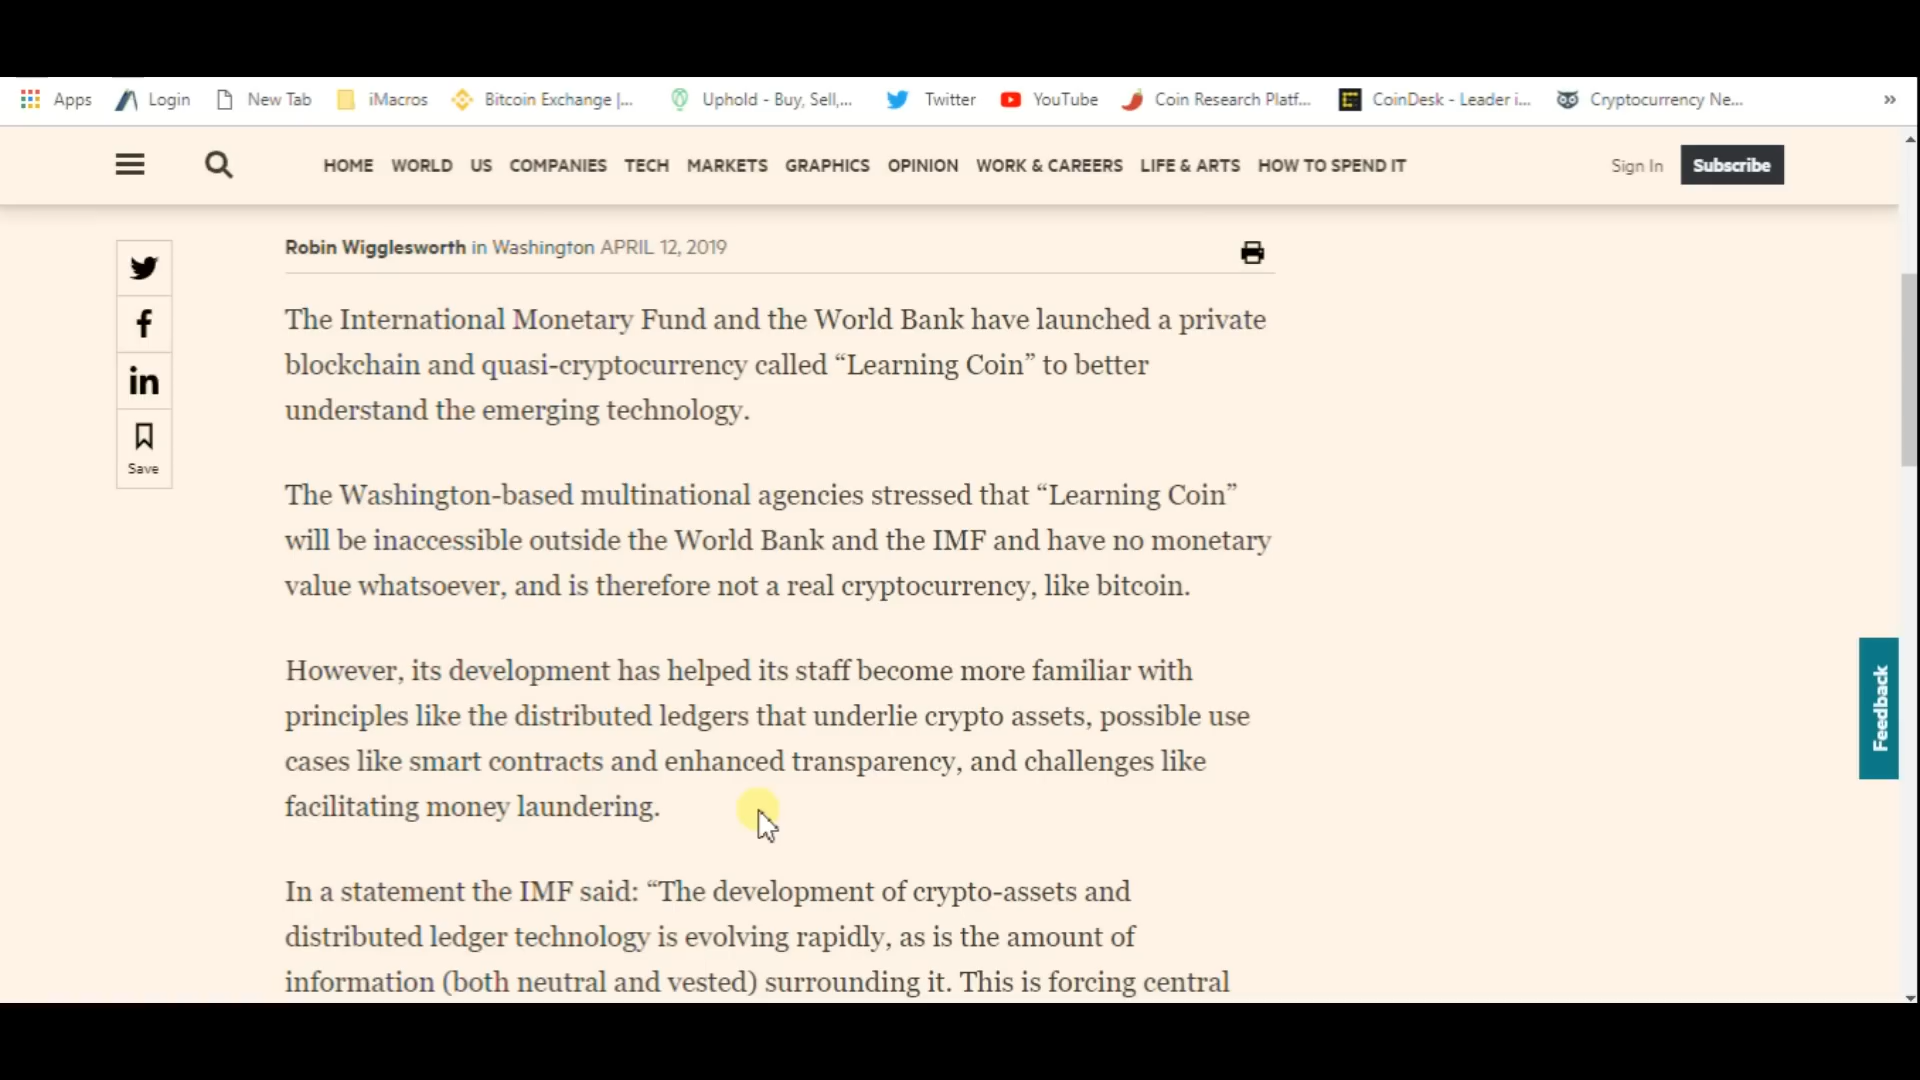 Apps Login New Tab iMacros Bitcoin Exchange |... Uphold - Buy, Sell,... Twitter YouTube Coin Research Platf... CoinDesk - Leader i... Cryptocurrency Ne... »
HOME WORLD US COMPANIES TECH MARKETS GRAPHICS OPINION WORK & CAREERS LIFE & ARTS HOW TO SPEND IT Sign In Subscribe
Robin Wigglesworth in Washington APRIL 12, 2019
The International Monetary Fund and the World Bank have launched a private
blockchain and quasi-cryptocurrency called “Learning Coin” to better
understand the emerging technology.
Save
The Washington-based multinational agencies stressed that “Learning Coin”
will be inaccessible outside the World Bank and the IMF and have no monetary
value whatsoever, and is therefore not a real cryptocurrency, like bitcoin.
However, its development has helped its staff become more familiar with
principles like the distributed ledgers that underlie crypto assets, possible use
cases like smart contracts and enhanced transparency, and challenges like
facilitating money laundering.
Feedback
In a statement the IMF said: “The development of crypto-assets and
distributed ledger technology is evolving rapidly, as is the amount of
information (both neutral and vested) surrounding it. This is forcing central